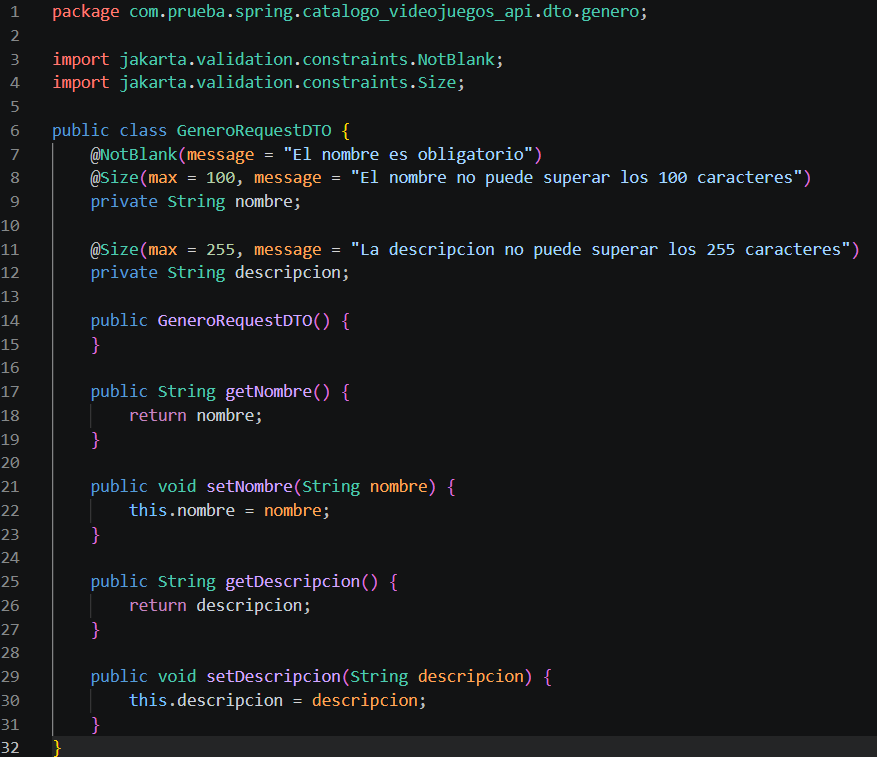 1 package com.prueba.spring.catalogo_videojuegos_api.dto.genero;
2
3 import jakarta.validation.constraints.NotBlank;
4 import jakarta.validation.constraints.Size;
5
6 public class GeneroRequestDTO {
7     @NotBlank(message = "El nombre es obligatorio")
8     @Size(max = 100, message = "El nombre no puede superar los 100 caracteres")
9     private String nombre;
10
11     @Size(max = 255, message = "La descripcion no puede superar los 255 caracteres")
12     private String descripcion;
13
14     public GeneroRequestDTO() {
15     }
16
17     public String getNombre() {
18         return nombre;
19     }
20
21     public void setNombre(String nombre) {
22         this.nombre = nombre;
23     }
24
25     public String getDescripcion() {
26         return descripcion;
27     }
28
29     public void setDescripcion(String descripcion) {
30         this.descripcion = descripcion;
31     }
32 }